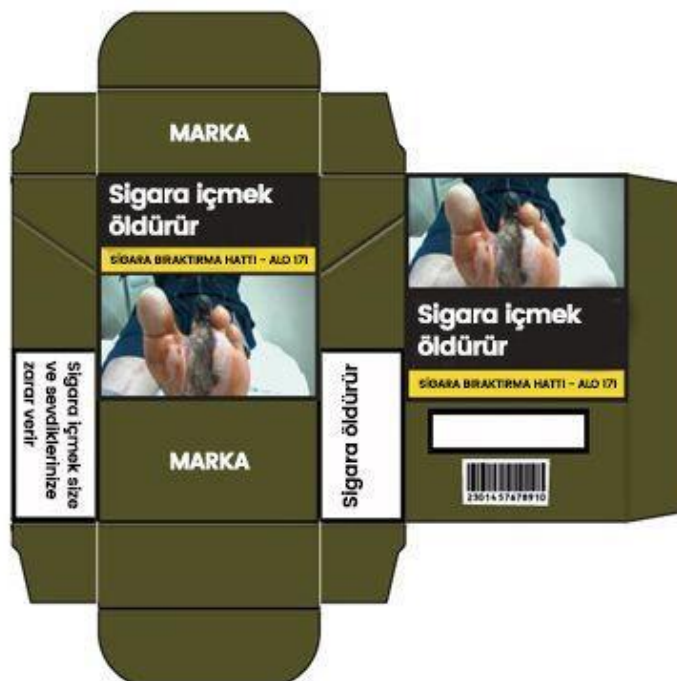 MARKA
Sigara içmek
öldürür
SİGARA BIRAKTIRMA HATTI - ALO 171
MARKA
Sigara içmek size
ve sevdiklerinize
zarar verir
Sigara öldürür
Sigara içmek
öldürür
SİGARA BIRAKTIRMA HATTI - ALO 171
2301457678910